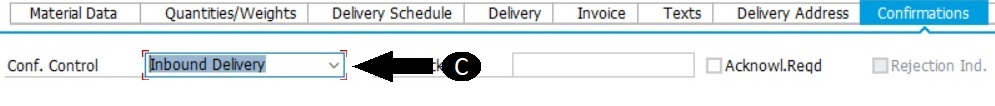 Material Data Quantities/Weights Delivery Schedule Delivery Invoice Texts Delivery Address Confirmations
Conf. Control Inbound Delivery C Acknowl.Reqd Rejection Ind.